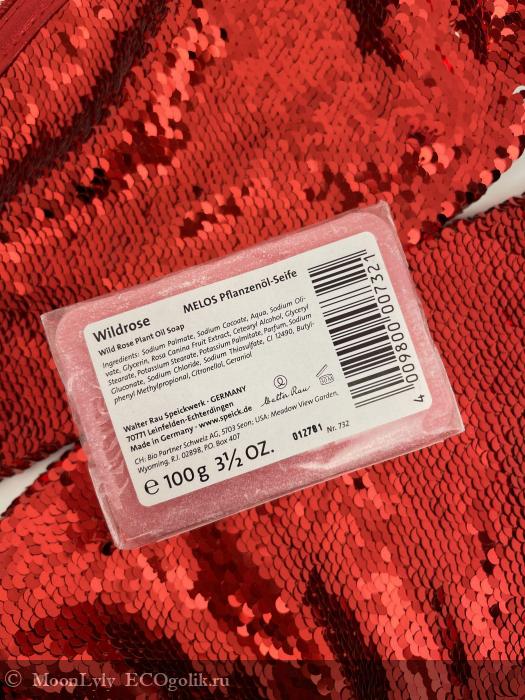 Wildrose
MELOS Pflanzenöl-Seife
Wild Rose Plant Oil Soap
Ingredients: Sodium Palmate, Sodium Cocoate, Aqua, Sodium Oli-
vate, Glycerin, Rosa Canina Fruit Extract, Cetearyl Alcohol, Glyceryl
Stearate, Potassium Stearate, Potassium Palmitate, Parfum, Sodium
Gluconate, Sodium Chloride, Sodium Thiosulfate, CI 12490, Butyl-
phenyl Methylpropional, Citronellol, Geraniol
Walter Rau Speickwerk · GERMANY
70771 Leinfelden-Echterdingen
Made in Germany · www.speick.de
CH: Bio Partner Schweiz AG, 5703 Seon; USA: Meadow View Garden,
Wyoming, R.I. 02898, P.O. Box 407
Walter Rau
e 100 g 3½ OZ.
012781 Nr. 732
4 009800 007321
© MoonLyly ECOgolik.ru